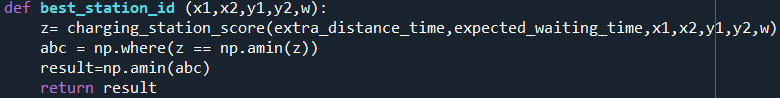 def best_station_id (x1,x2,y1,y2,w):
    z= charging_station_score(extra_distance_time,expected_waiting_time,x1,x2,y1,y2,w)
    abc = np.where(z == np.amin(z))
    result=np.amin(abc)
    return result